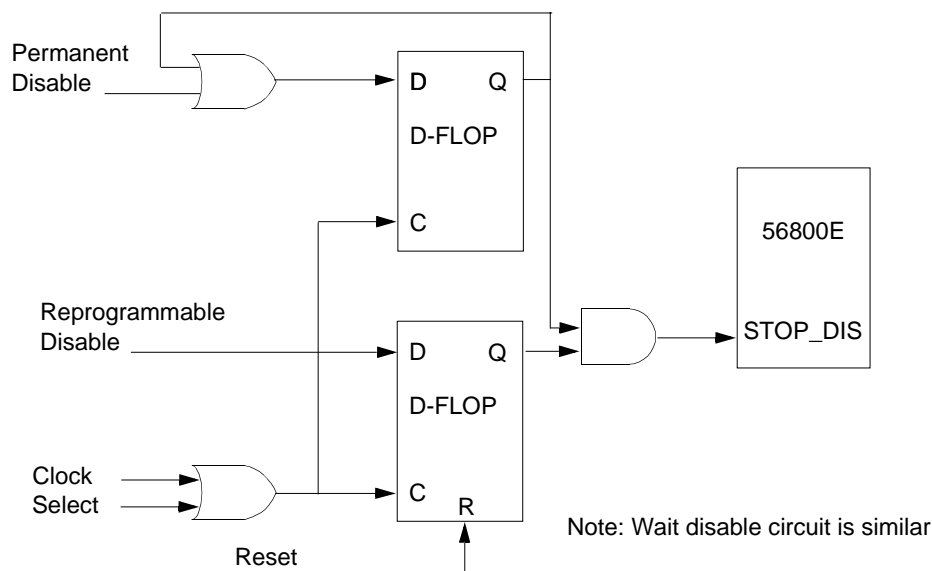 Permanent
Disable
D
Q
D-FLOP
C
56800E
STOP_DIS
Reprogrammable
Disable
D
Q
D-FLOP
C
R
Clock
Select
Reset
Note: Wait disable circuit is similar